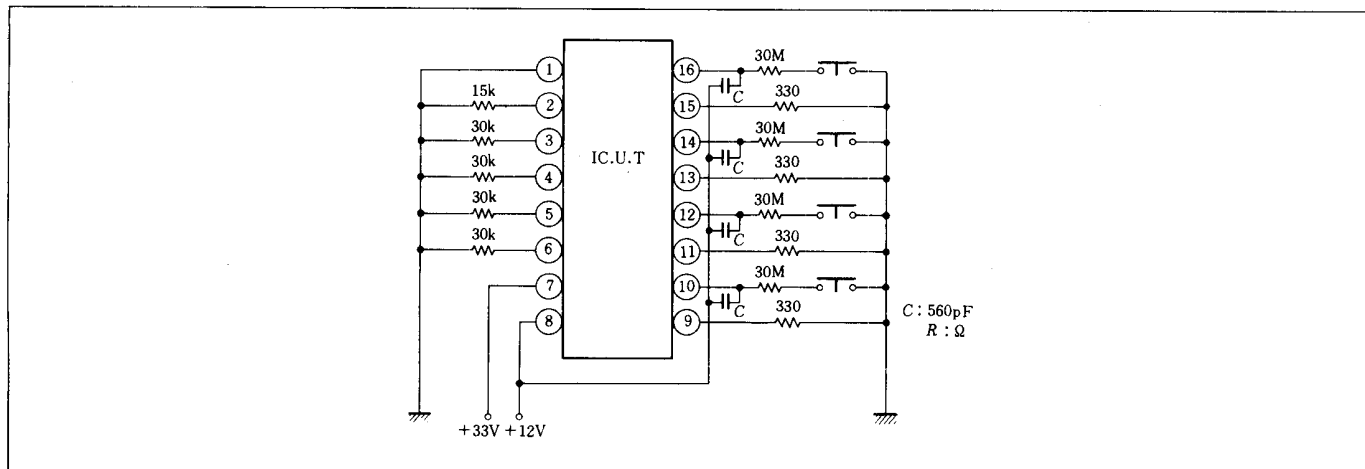 1 16 30M
C
15k 2 15 330
30k 3 14 30M
IC.U.T
C
30k 4 13 330
30k 5 12 30M
C
30k 6 11 330
7 10 30M
C
8 9 330
C : 560pF
R : Ω
+33V +12V